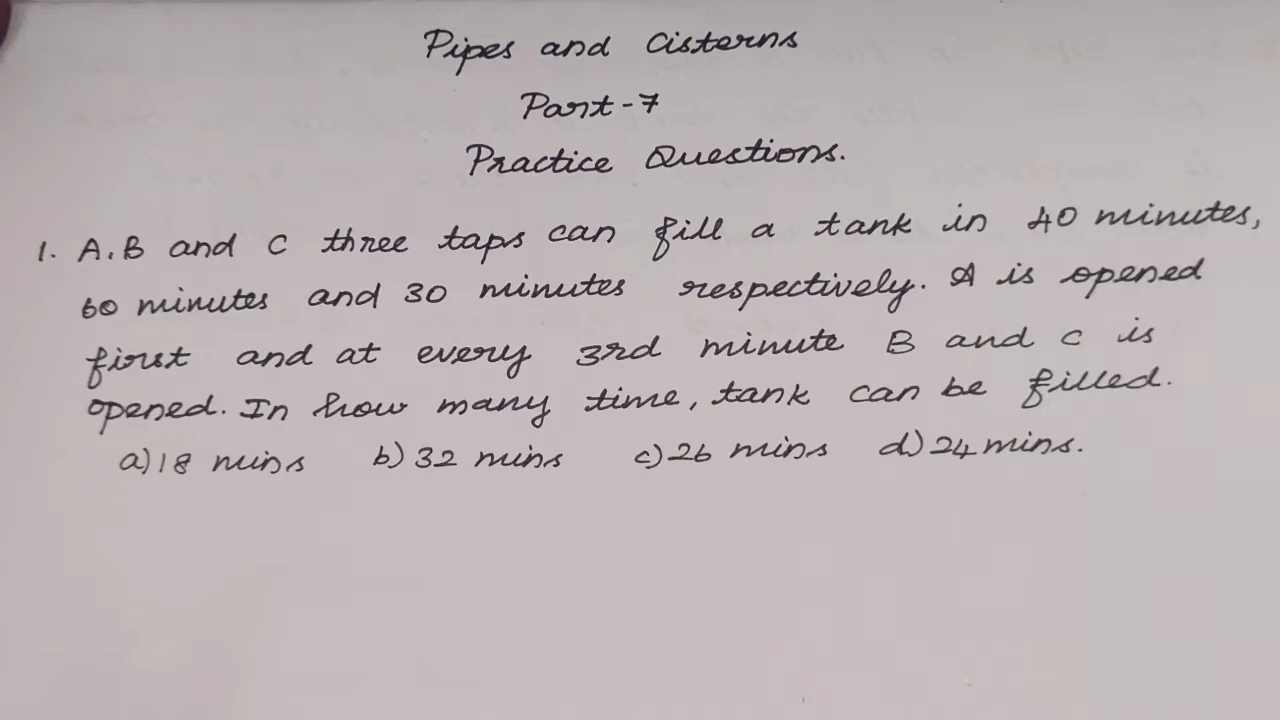 Pipes and Cisterns
Part-7
Practice Questions.
1. A.B and C three taps can fill a tank in 40 minutes,
60 minutes and 30 minutes respectively. A is opened
first and at every 3rd minute B and C is
opened. In how many time, tank can be filled.
a) 18 mins b) 32 mins c) 26 mins d) 24 mins.